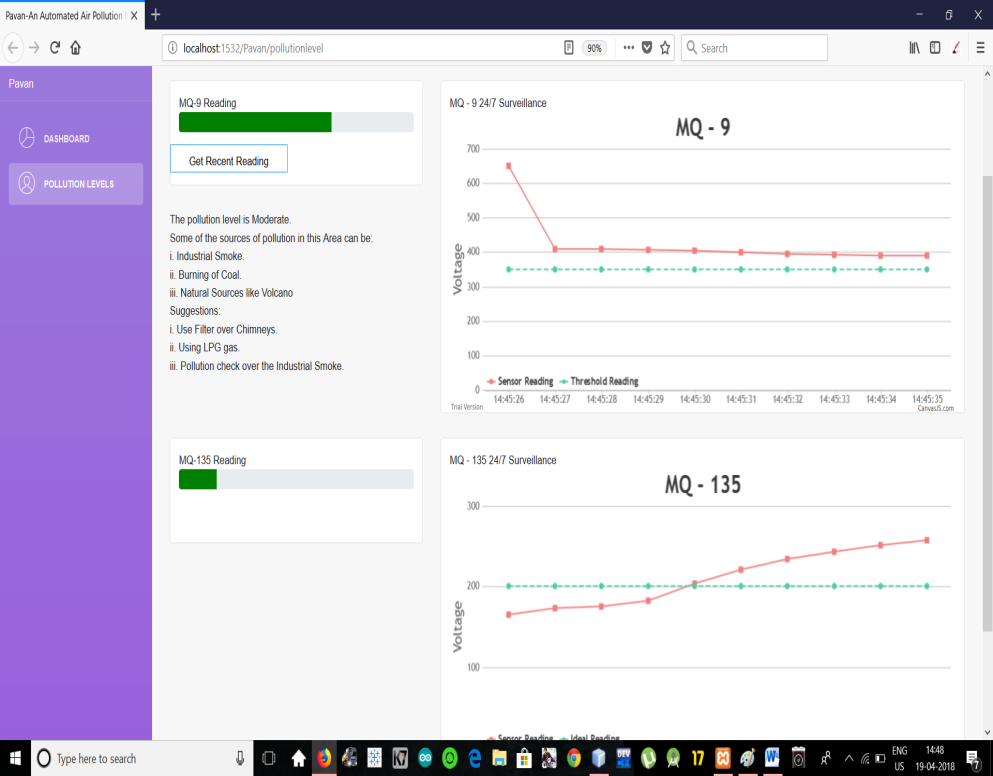 Pavan-An Automated Air Pollution
localhost:1532/Pavan/pollutionlevel
90%
Search
Pavan
DASHBOARD
POLLUTION LEVELS
MQ-9 Reading
Get Recent Reading
The pollution level is Moderate.
Some of the sources of pollution in this Area can be:
i. Industrial Smoke.
ii. Burning of Coal.
iii. Natural Sources like Volcano
Suggestions:
i. Use Filter over Chimneys.
ii. Using LPG gas.
iii. Pollution check over the Industrial Smoke.
MQ - 9 24/7 Surveillance
MQ - 9
700
600
500
400
300
200
100
0
Voltage
Sensor Reading Threshold Reading
14:45:26 14:45:27 14:45:28 14:45:29 14:45:30 14:45:31 14:45:32 14:45:33 14:45:34 14:45:35
Trial Version
CanvasJS.com
MQ-135 Reading
MQ - 135 24/7 Surveillance
MQ - 135
300
200
100
Voltage
Sensor Reading Ideal Reading
Type here to search
DEV
17
ENG
US
14:48
19-04-2018
7